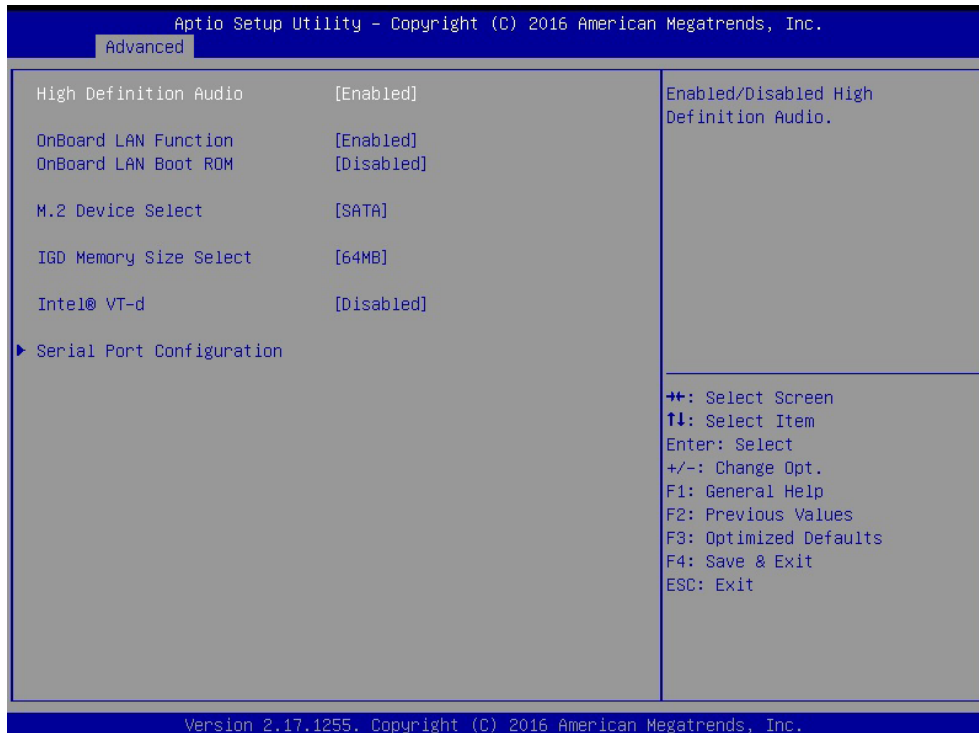 Aptio Setup Utility – Copyright (C) 2016 American Megatrends, Inc.
Advanced
High Definition Audio [Enabled]
OnBoard LAN Function [Enabled]
OnBoard LAN Boot ROM [Disabled]
M.2 Device Select [SATA]
IGD Memory Size Select [64MB]
Intel® VT-d [Disabled]
▶ Serial Port Configuration
Enabled/Disabled High
Definition Audio.
→←: Select Screen
↑↓: Select Item
Enter: Select
+/-: Change Opt.
F1: General Help
F2: Previous Values
F3: Optimized Defaults
F4: Save & Exit
ESC: Exit
Version 2.17.1255. Copyright (C) 2016 American Megatrends, Inc.